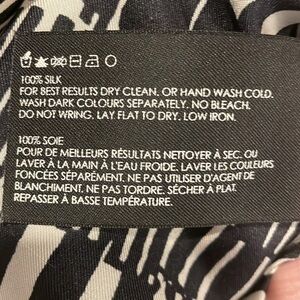 100% SILK
FOR BEST RESULTS DRY CLEAN, OR HAND WASH COLD.
WASH DARK COLOURS SEPARATELY. NO BLEACH.
DO NOT WRING. LAY FLAT TO DRY. LOW IRON.
100% SOIE
POUR DE MEILLEURS RÉSULTATS NETTOYER À SEC, OU
LAVER À LA MAIN À L'EAU FROIDE. LAVER LES COULEURS
FONCÉES SÉPARÉMENT. NE PAS UTILISER D'AGENT DE
BLANCHIMENT. NE PAS TORDRE. SÉCHER À PLAT.
REPASSER À BASSE TEMPÉRATURE.